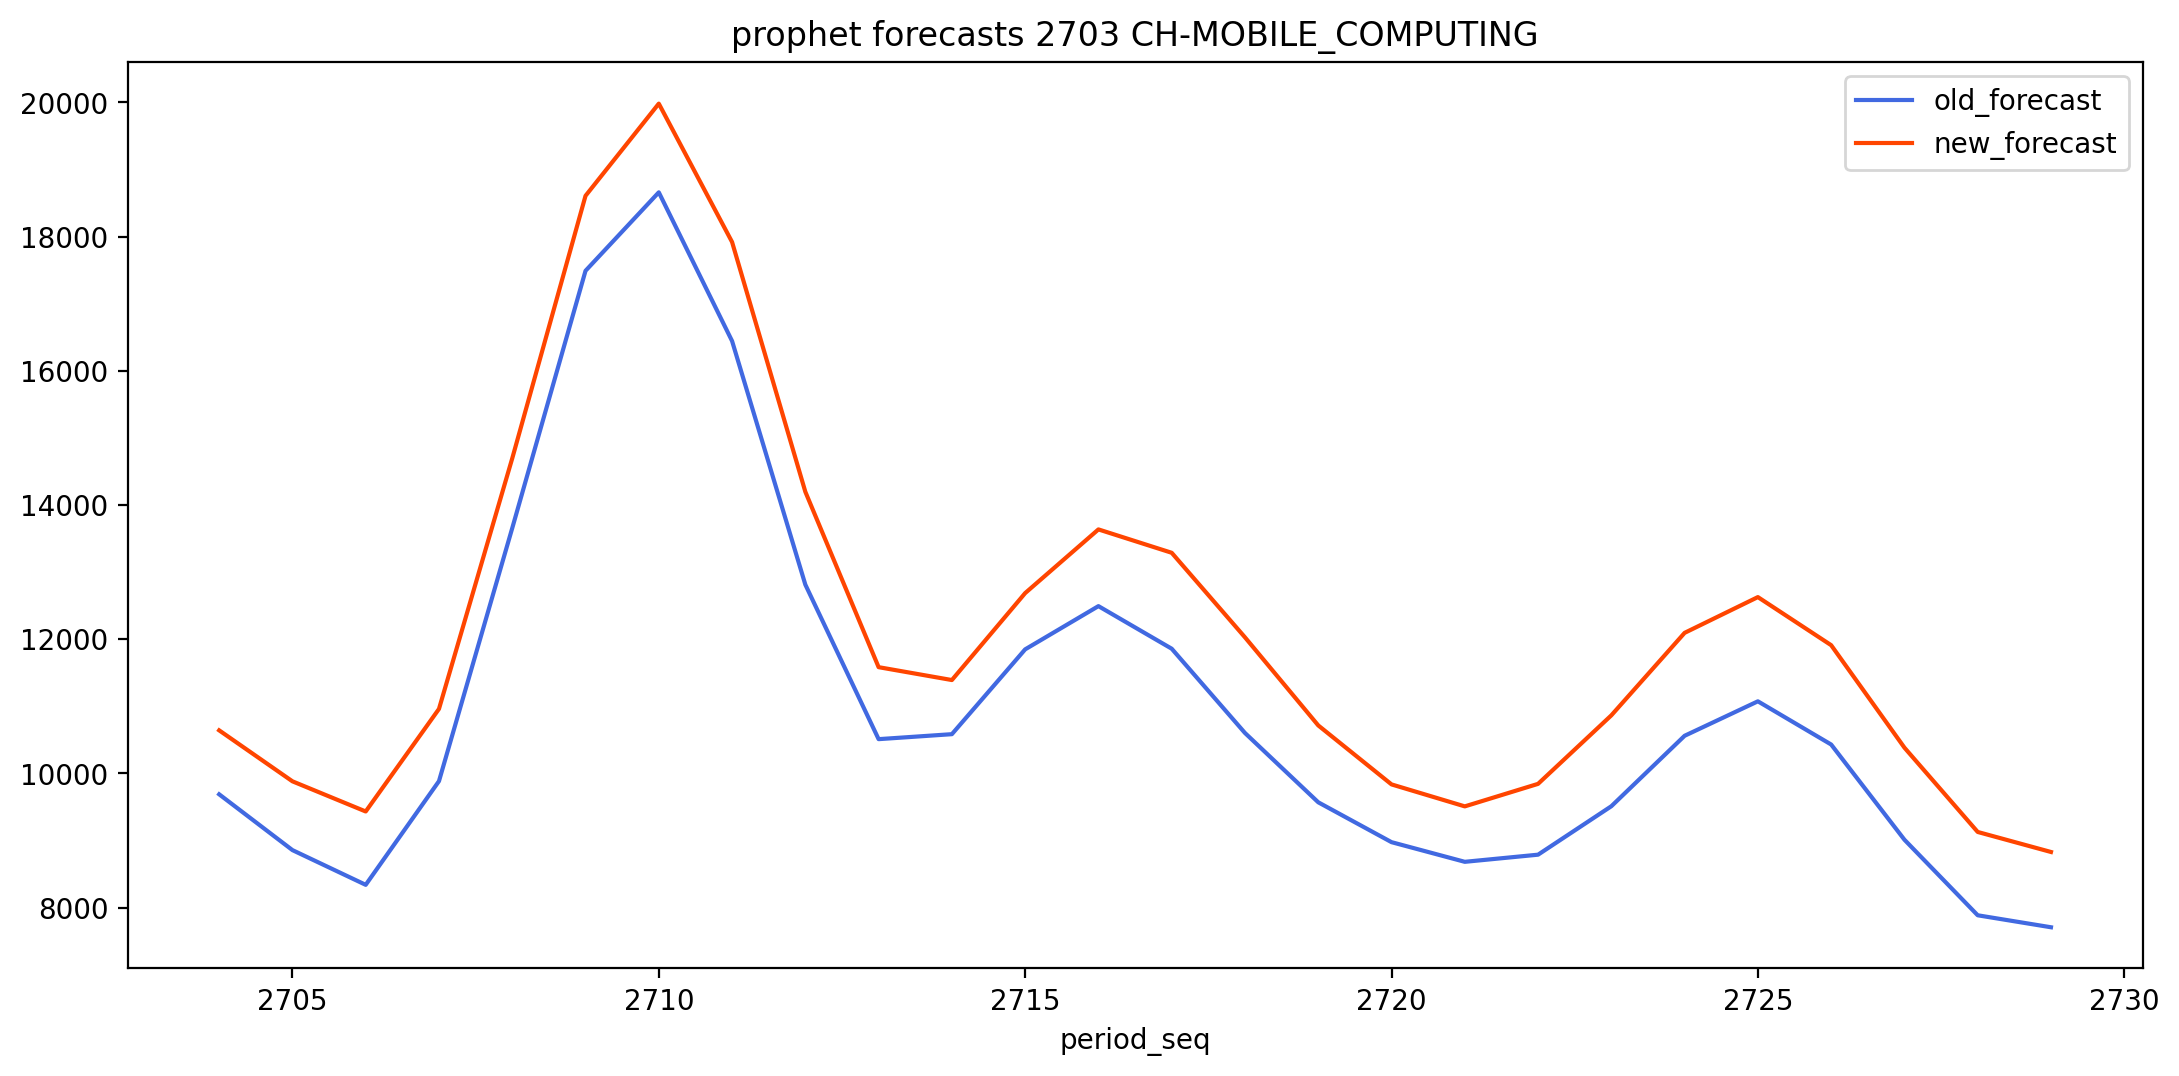 prophet forecasts 2703 CH-MOBILE_COMPUTING
old_forecast
new_forecast
20000
18000
16000
14000
12000
10000
8000
2705 2710 2715 2720 2725 2730
period_seq